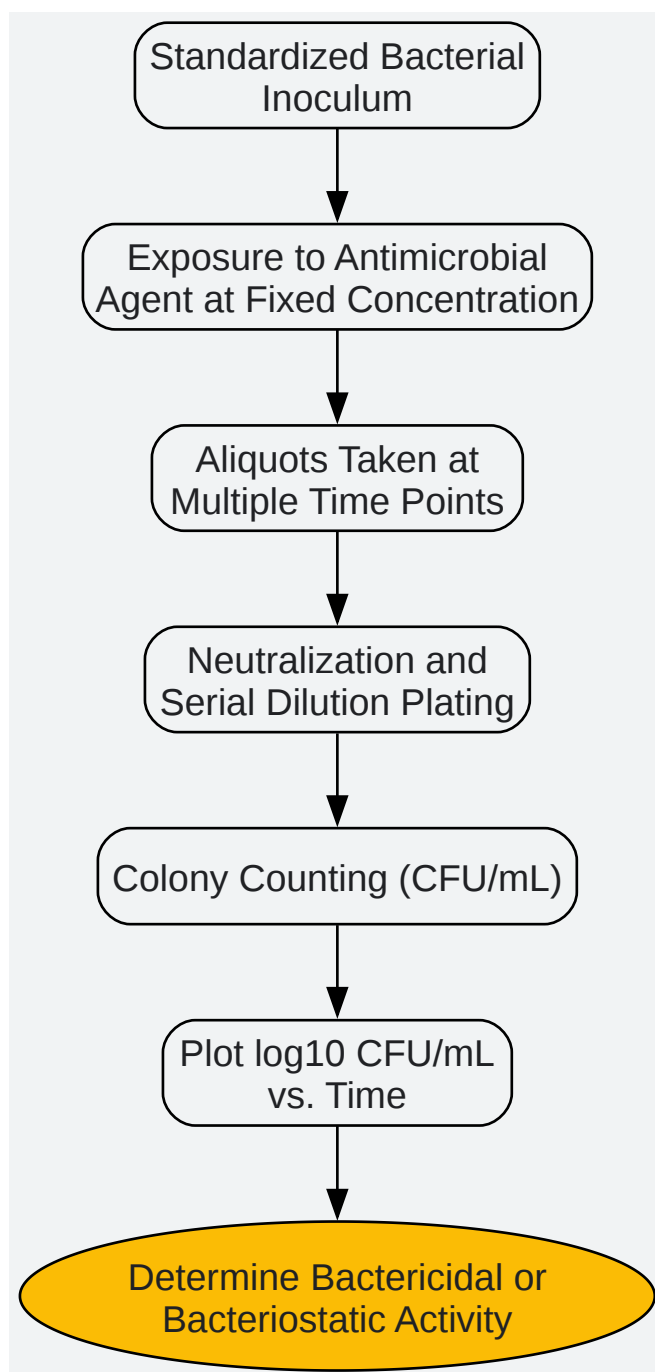 Standardized Bacterial
Inoculum
Exposure to Antimicrobial
Agent at Fixed Concentration
Aliquots Taken at
Multiple Time Points
Neutralization and
Serial Dilution Plating
Colony Counting (CFU/mL)
Plot log10 CFU/mL
vs. Time
Determine Bactericidal or
Bacteriostatic Activity